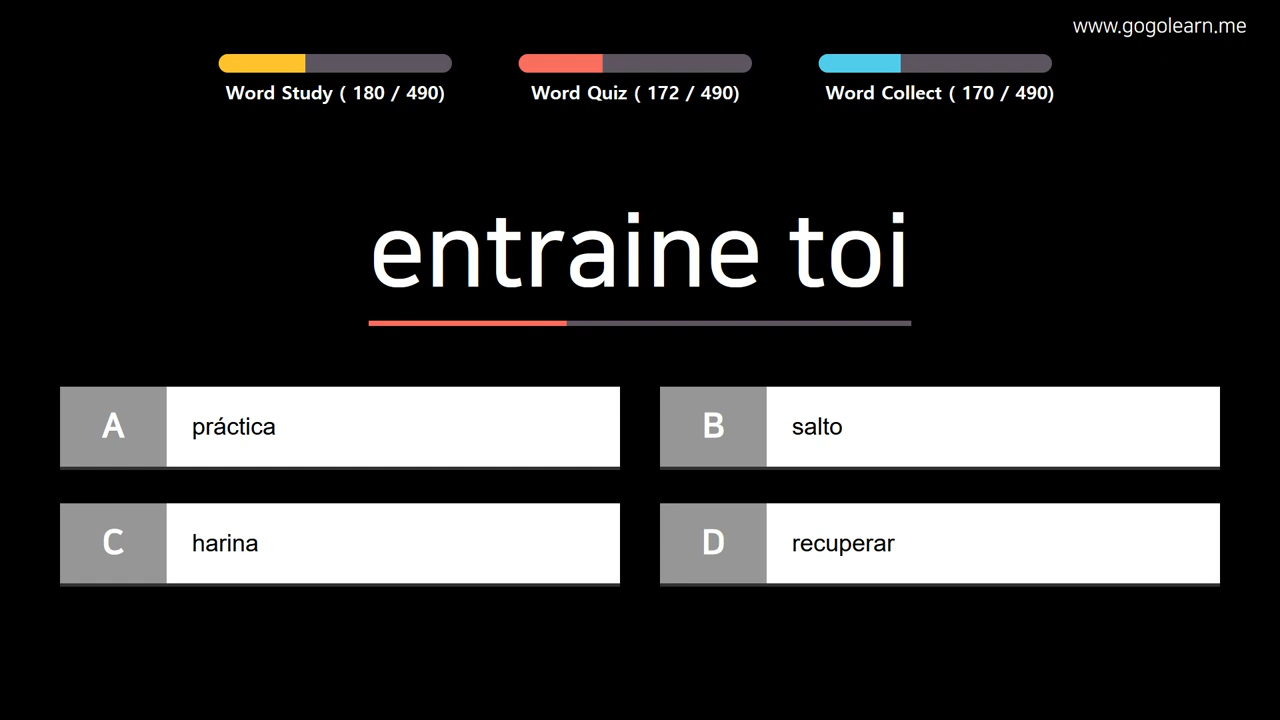 www.gogolearn.me
Word Study ( 180 / 490)
Word Quiz ( 172 / 490)
Word Collect ( 170 / 490)
entraine toi
A práctica
B salto
C harina
D recuperar